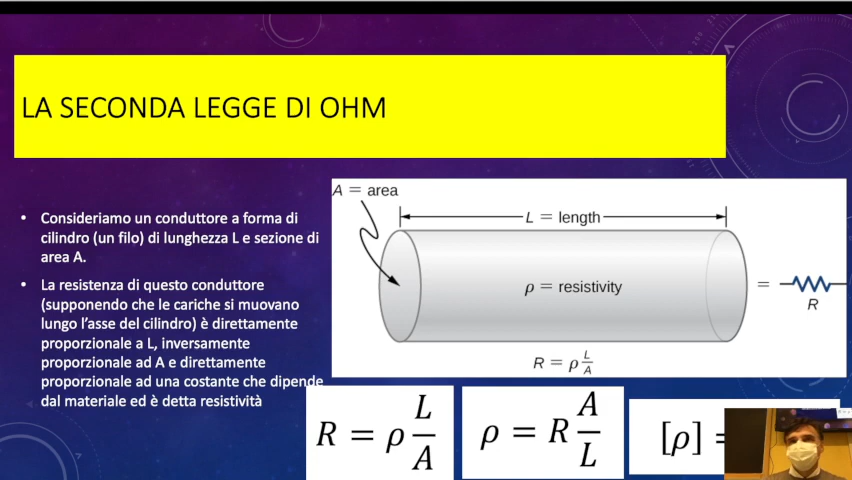 LA SECONDA LEGGE DI OHM
• Consideriamo un conduttore a forma di
cilindro (un filo) di lunghezza L e sezione di
area A.
• La resistenza di questo conduttore
(supponendo che le cariche si muovano
lungo l'asse del cilindro) è direttamente
proporzionale a L, inversamente
proporzionale ad A e direttamente
proporzionale ad una costante che dipende
dal materiale ed è detta resistività
A = area
L = length
ρ = resistivity
=
R
R = ρ L/A
R = ρ L/A
ρ = R A/L
[ρ] =